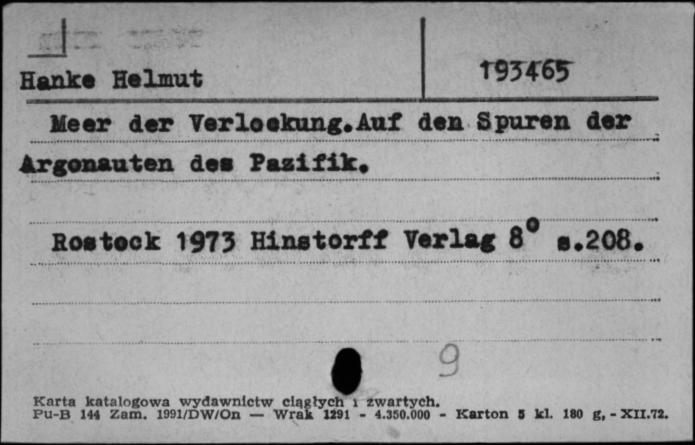 Hanke Helmut
193465
Meer der Verlockung.Auf den Spuren der
Argonauten des Pazifik.
Rostock 1973 Hinstorff Verlag 8° s.208.
9
Karta katalogowa wydawnictw ciągłych i zwartych.
Pu-B 144 Zam. 1991/DW/On — Wrak 1291 - 4.350.000 - Karton 5 kl. 180 g, - XII.72.